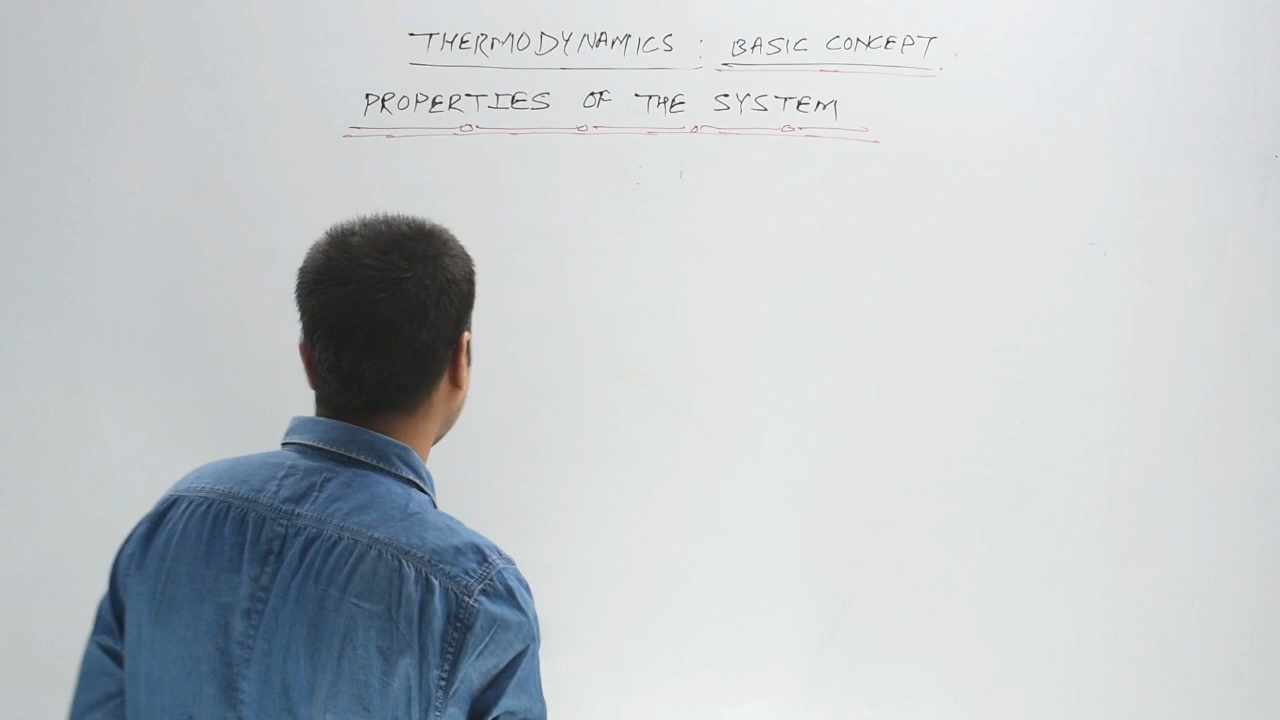 THERMODYNAMICS : BASIC CONCEPT.
PROPERTIES OF THE SYSTEM